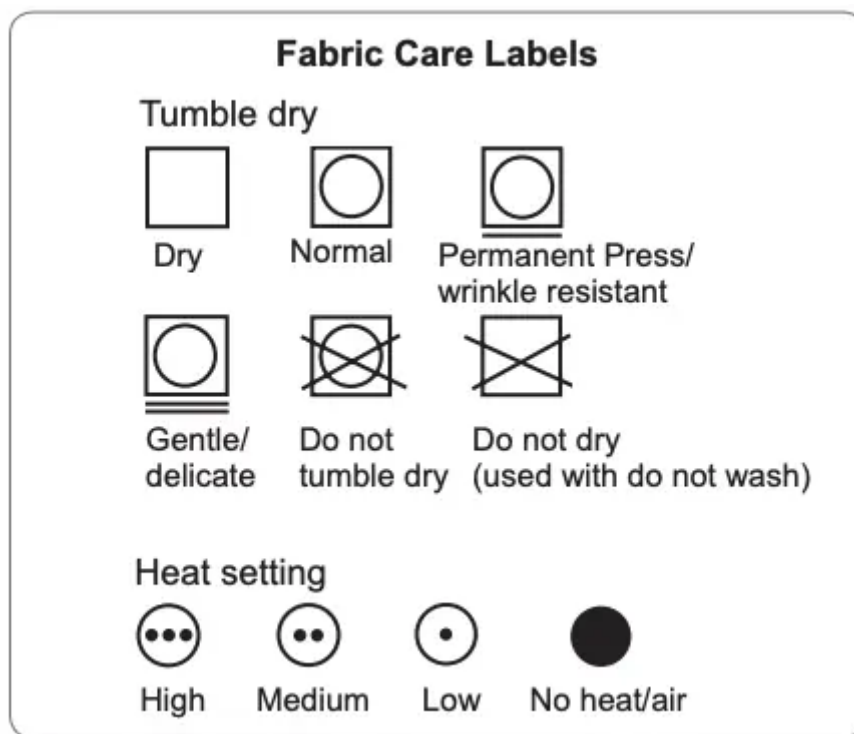 Fabric Care Labels
Tumble dry
Dry
Normal
Permanent Press/
wrinkle resistant
Gentle/
delicate
Do not
tumble dry
Do not dry
(used with do not wash)
Heat setting
High
Medium
Low
No heat/air